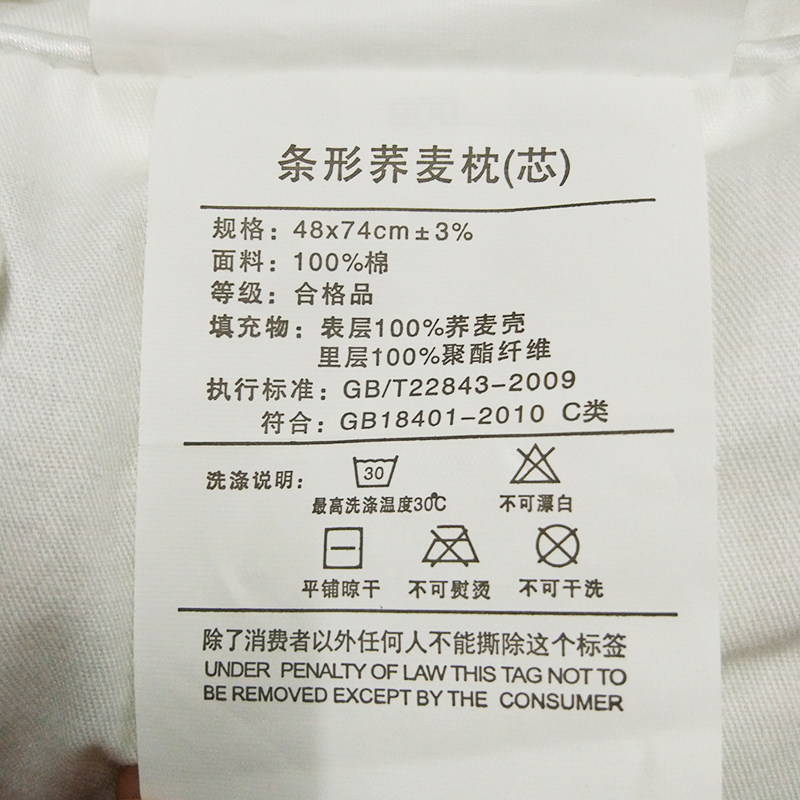 条形荞麦枕(芯)
规格：48x74cm±3%
面料：100%棉
等级：合格品
填充物：表层100%荞麦壳
里层100%聚酯纤维
执行标准：GB/T22843-2009
符合：GB18401-2010 C类
洗涤说明：
30
最高洗涤温度30℃
不可漂白
平铺晾干
不可熨烫
不可干洗
除了消费者以外任何人不能撕除这个标签
UNDER PENALTY OF LAW THIS TAG NOT TO
BE REMOVED EXCEPT BY THE CONSUMER